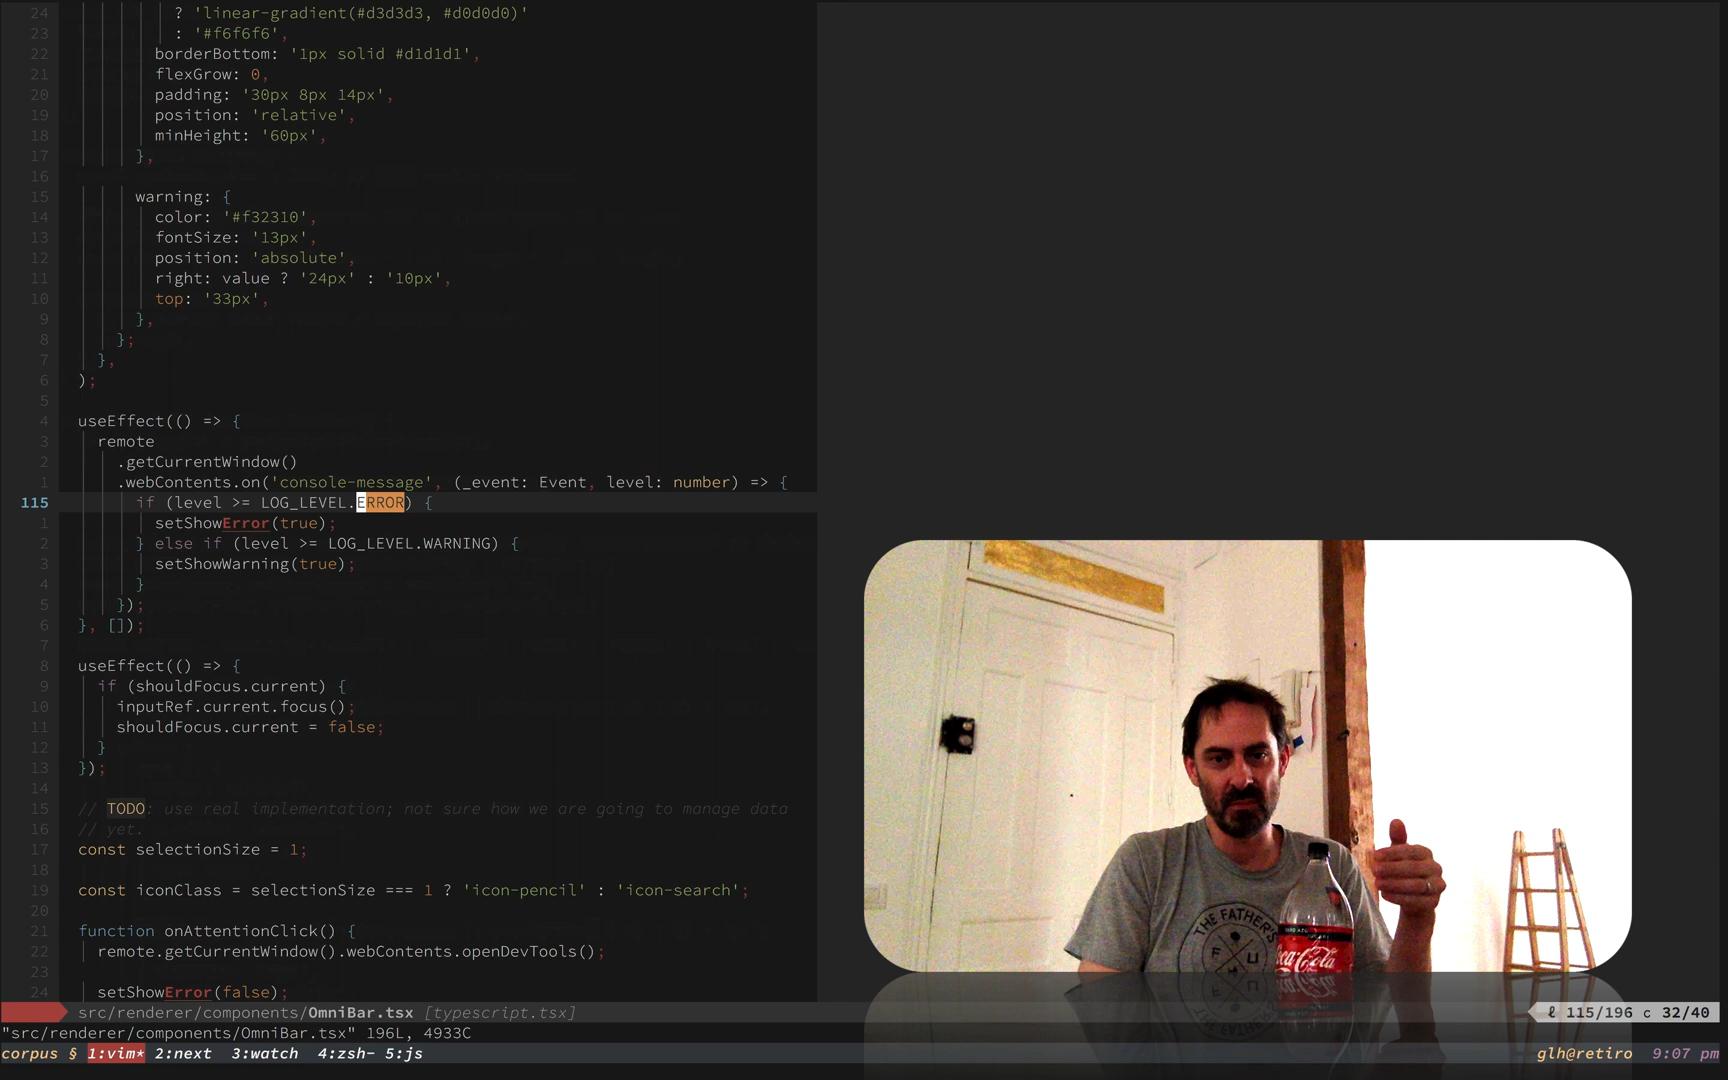 24 ? 'linear-gradient(#d3d3d3, #d0d0d0)'
23 : '#f6f6f6',
22 borderBottom: '1px solid #d1d1d1',
21 flexGrow: 0,
20 padding: '30px 8px 14px',
19 position: 'relative',
18 minHeight: '60px',
17 },
16
15 warning: {
14 color: '#f32310',
13 fontSize: '13px',
12 position: 'absolute',
11 right: value ? '24px' : '10px',
10 top: '33px',
9 },
8 };
7 },
6 );
5
4 useEffect(() => {
3 remote
2 .getCurrentWindow()
1 .webContents.on('console-message', (_event: Event, level: number) => {
115 if (level >= LOG_LEVEL.ERROR) {
1 setShowError(true);
2 } else if (level >= LOG_LEVEL.WARNING) {
3 setShowWarning(true);
4 }
5 });
6 }, []);
7
8 useEffect(() => {
9 if (shouldFocus.current) {
10 inputRef.current.focus();
11 shouldFocus.current = false;
12 }
13 });
14
15 // TODO: use real implementation; not sure how we are going to manage data
16 // yet.
17 const selectionSize = 1;
18
19 const iconClass = selectionSize === 1 ? 'icon-pencil' : 'icon-search';
20
21 function onAttentionClick() {
22 remote.getCurrentWindow().webContents.openDevTools();
23
24 setShowError(false);
src/renderer/components/OmniBar.tsx [typescript.tsx] ℓ 115/196 c 32/40
"src/renderer/components/OmniBar.tsx" 196L, 4933C
corpus § 1:vim* 2:next 3:watch 4:zsh- 5:js glh@retiro 9:07 pm
THE FATHER'S
F U
Coca-Cola